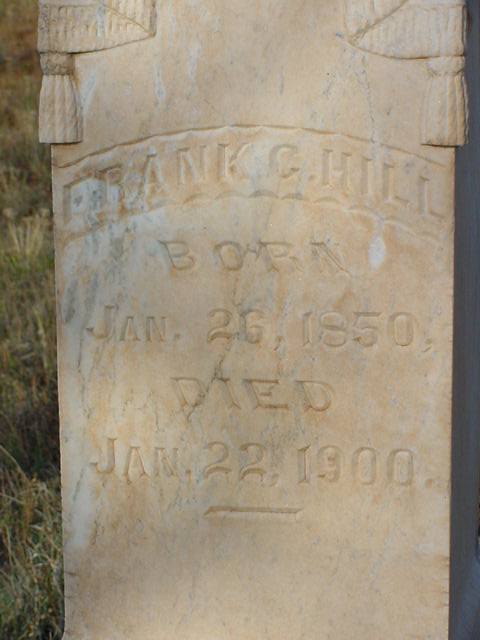 FRANK C. HILL
BORN
JAN. 26, 1850,
DIED
JAN. 22, 1900.